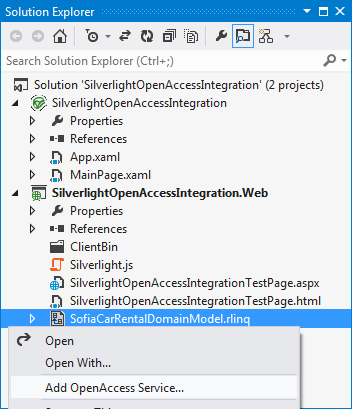 Solution Explorer
Search Solution Explorer (Ctrl+;)
Solution 'SilverlightOpenAccessIntegration' (2 projects)
SilverlightOpenAccessIntegration
Properties
References
App.xaml
MainPage.xaml
SilverlightOpenAccessIntegration.Web
Properties
References
ClientBin
Silverlight.js
SilverlightOpenAccessIntegrationTestPage.aspx
SilverlightOpenAccessIntegrationTestPage.html
SofiaCarRentalDomainModel.rlinq
Open
Open With...
Add OpenAccess Service...